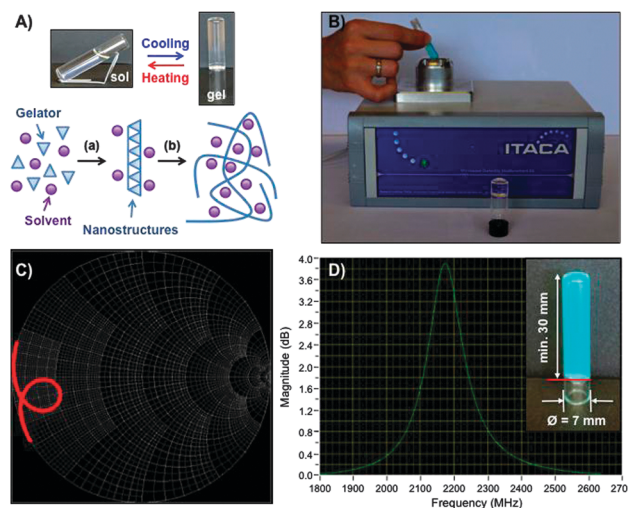 A)
Cooling
Heating
sol
gel
Gelator
(a)
(b)
Solvent
Nanostructures
B)
ITACA
C)
D)
4.0
3.6
3.2
2.8
2.4
2.0
1.6
1.2
0.8
0.4
0.0
Magnitude (dB)
1800 1900 2000 2100 2200 2300 2400 2500 2600 270
Frequency (MHz)
min. 30 mm
Ø = 7 mm